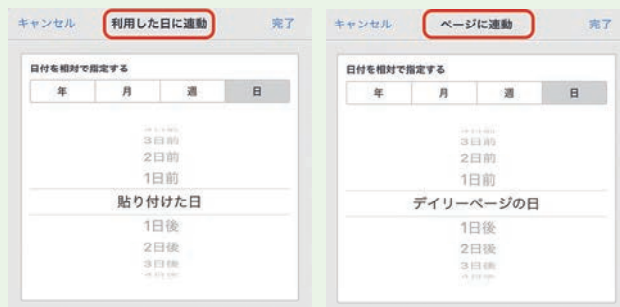 キャンセル 利用した日に連動 完了
日付を相対で指定する
年 月 週 日
3日前
2日前
1日前
貼り付けた日
1日後
2日後
3日後
キャンセル ページに連動 完了
日付を相対で指定する
年 月 週 日
3日前
2日前
1日前
デイリーページの日
1日後
2日後
3日後